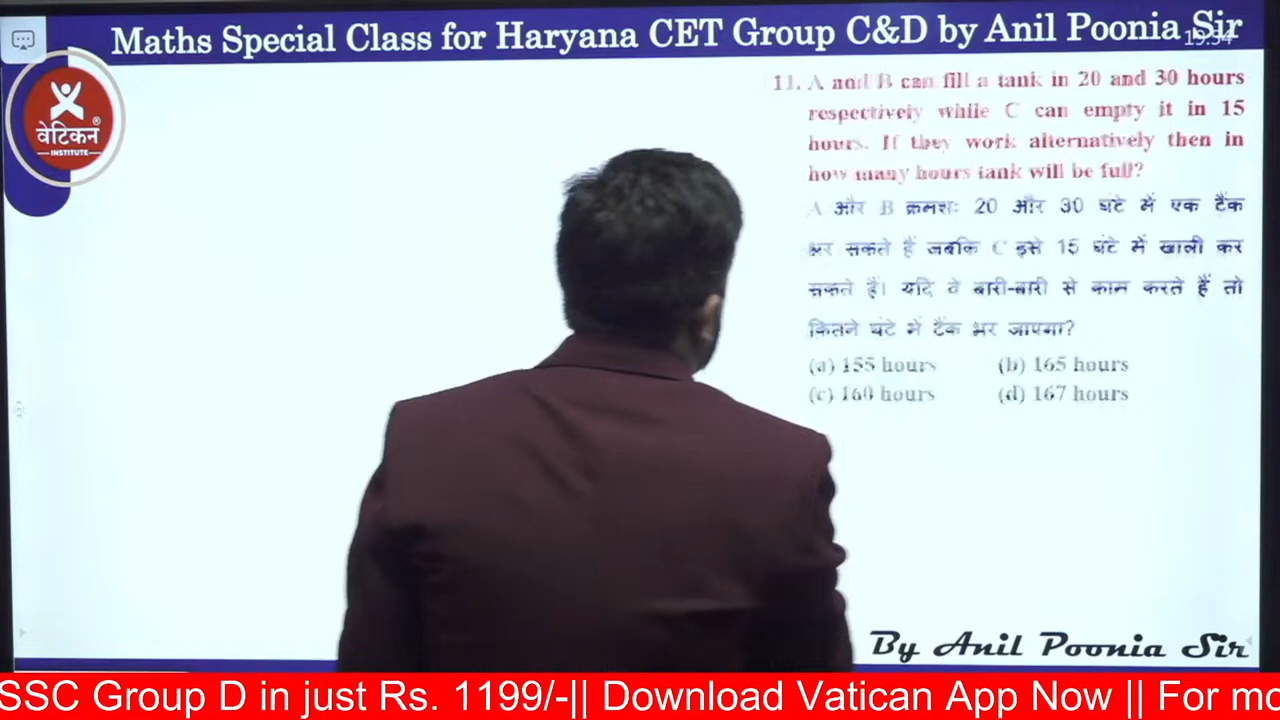 Maths Special Class for Haryana CET Group C&D by Anil Poonia Sir
19:54
वेटिकन
INSTITUTE
11. A and B can fill a tank in 20 and 30 hours
respectively while C can empty it in 15
hours. If they work alternatively then in
how many hours tank will be full?
A और B क्रमशः 20 और 30 घंटे में एक टैंक
भर सकते हैं जबकि C इसे 15 घंटे में खाली कर
सकते हैं। यदि वे बारी-बारी से काम करते हैं तो
कितने घंटे में टैंक भर जाएगा?
(a) 155 hours (b) 165 hours
(c) 160 hours (d) 167 hours
By Anil Poonia Sir
SSC Group D in just Rs. 1199/-|| Download Vatican App Now || For mo